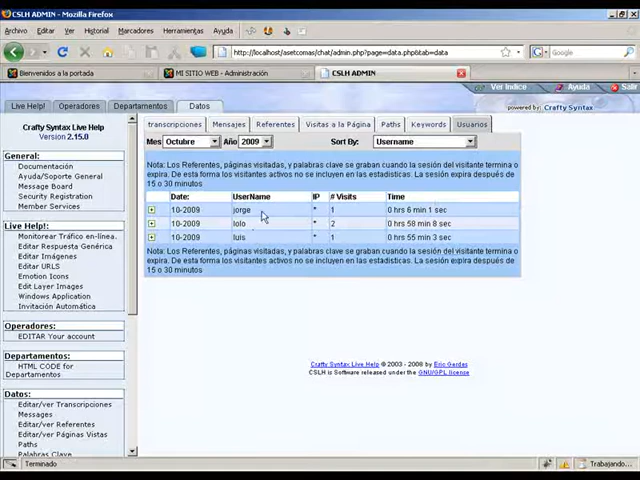 CSLH ADMIN - Mozilla Firefox
Archivo Editar Ver Historial Marcadores Herramientas Ayuda
http://localhost/asetcomas/chat/admin.php?page=data.php&tab=data
Google
Bienvenidos a la portada
MI SITIO WEB - Administración
CSLH ADMIN
Ver Indice Ayuda Salir
Live Help! Operadores Departamentos Datos
powered by: Crafty Syntax
Crafty Syntax Live Help
Version 2.15.0
General:
Documentación
Ayuda/Soporte General
Message Board
Security Registration
Member Services
Live Help!:
Monitorear Tráfico en-línea.
Editar Respuesta Genérica
Editar Imágenes
Editar URLS
Emotion Icons
Edit Layer Images
Windows Application
Invitación Automática
Operadores:
EDITAR Your account
Departamentos:
HTML CODE for
Departamentos
Datos:
Editar/ver Transcripciones
Messages
Editar/ver Referentes
Editar/ver Páginas Vistas
Paths
Palabras Clave
transcripciones Mensajes Referentes Visitas a la Página Paths Keywords Usuarios
Mes Octubre Año 2009 Sort By: Username
Nota: Los Referentes, páginas visitadas, y palabras clave se graban cuando la sesión del visitante termina o
expira. De esta forma los visitantes activos no se incluyen en las estadisticas. La sesión expira después de
15 o 30 minutos
Date: UserName IP # Visits Time
10-2009 jorge * 1 0 hrs 6 min 1 sec
10-2009 lolo * 2 0 hrs 58 min 8 sec
10-2009 luis * 1 0 hrs 55 min 3 sec
Nota: Los Referentes, páginas visitadas, y palabras clave se graban cuando la sesión del visitante termina o
expira. De esta forma los visitantes activos no se incluyen en las estadisticas. La sesión expira después de
15 o 30 minutos
Crafty Syntax Live Help © 2003 - 2008 by Eric Gerdes
CSLH is Software released under the GNU/GPL license
Terminado
Trabajando...